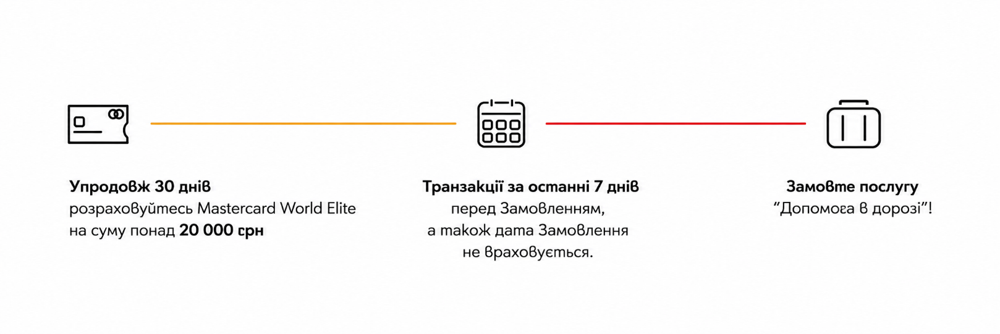 Упродовж 30 днів
розраховуйтесь Mastercard World Elite
на суму понад 20 000 грн
Транзакції за останні 7 днів
перед Замовленням,
а також дата Замовлення
не враховується.
Замовте послугу
“Допомога в дорозі”!